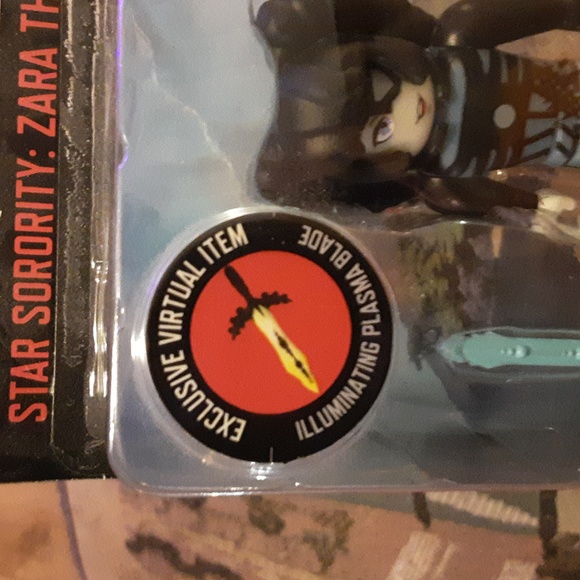 STAR SORORITY: ZARA TH
EXCLUSIVE VIRTUAL ITEM
ILLUMINATING PLASMA BLADE